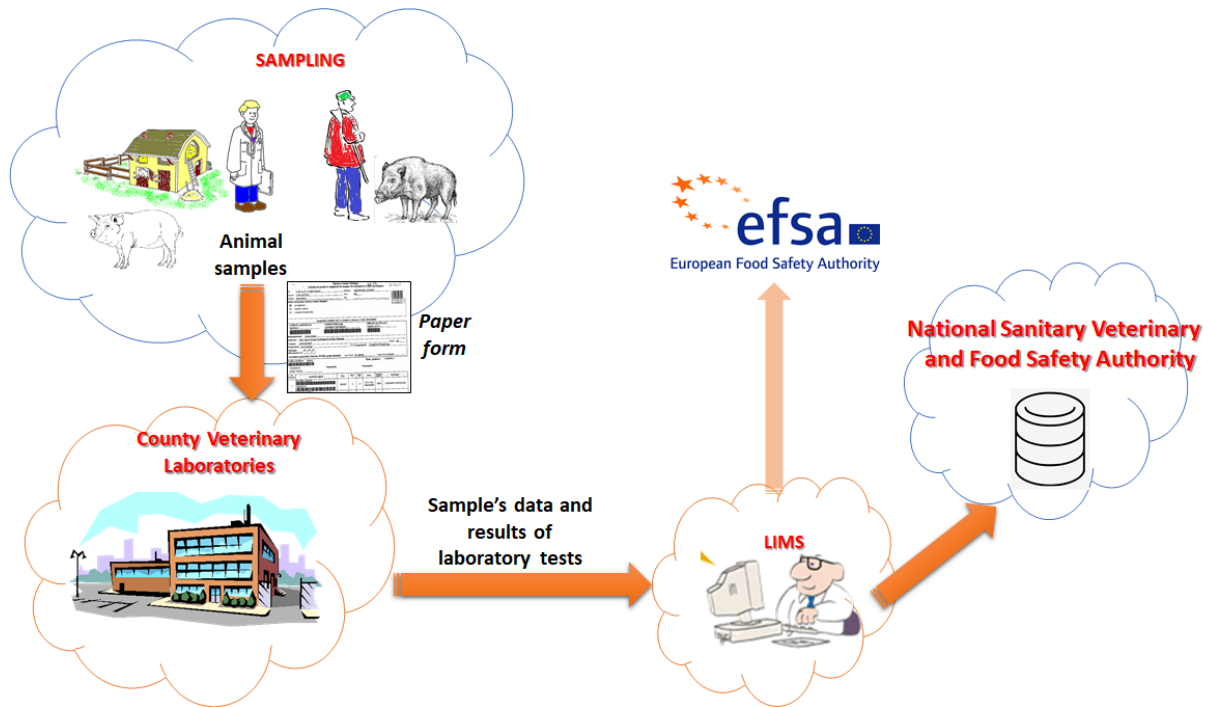 SAMPLING
Animal
samples
Paper
form
County Veterinary
Laboratories
Sample's data and
results of
laboratory tests
efsa
European Food Safety Authority
LIMS
National Sanitary Veterinary
and Food Safety Authority